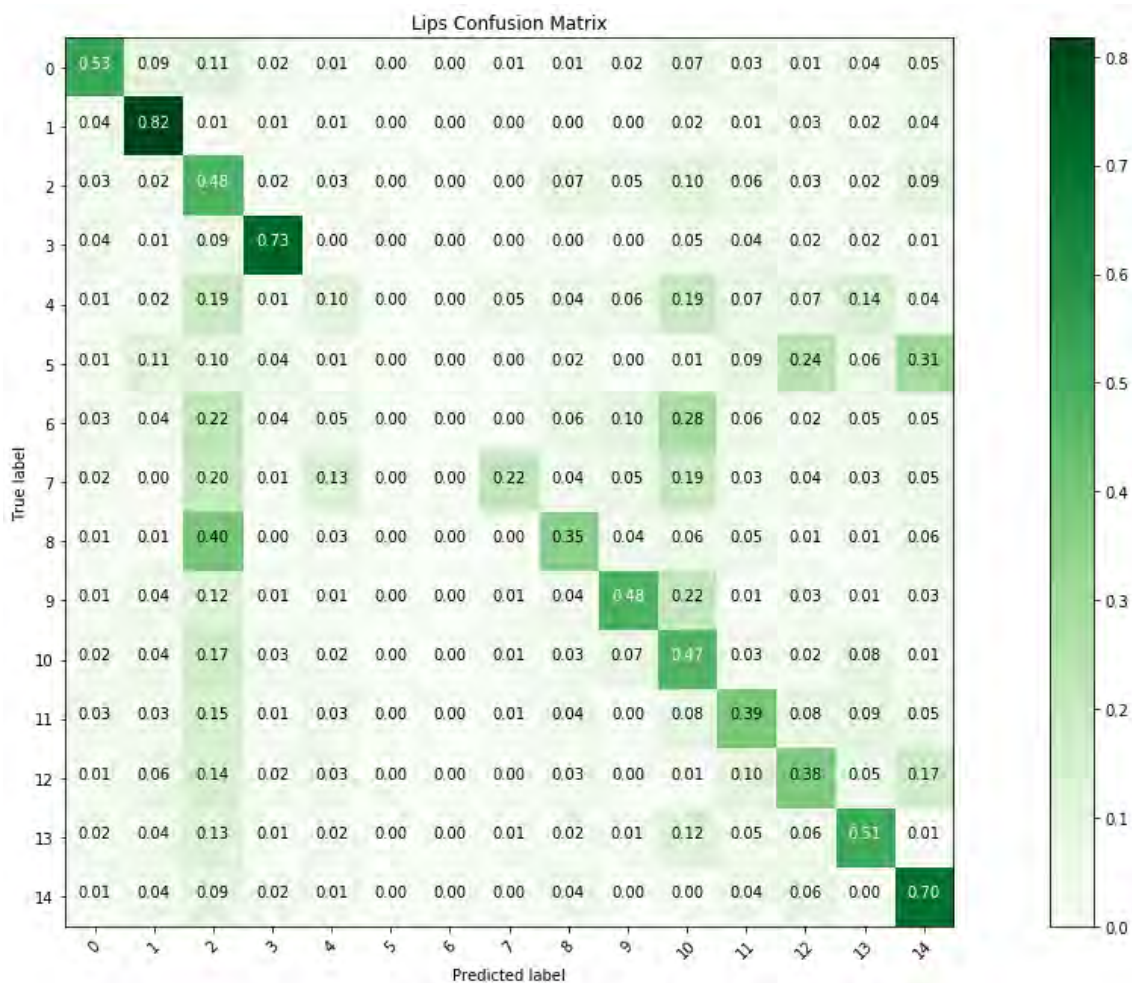 Lips Confusion Matrix
0 0.53 0.09 0.11 0.02 0.01 0.00 0.00 0.01 0.01 0.02 0.07 0.03 0.01 0.04 0.05
1 0.04 0.82 0.01 0.01 0.01 0.00 0.00 0.00 0.00 0.00 0.02 0.01 0.03 0.02 0.04
2 0.03 0.02 0.48 0.02 0.03 0.00 0.00 0.00 0.07 0.05 0.10 0.06 0.03 0.02 0.09
3 0.04 0.01 0.09 0.73 0.00 0.00 0.00 0.00 0.00 0.00 0.05 0.04 0.02 0.02 0.01
4 0.01 0.02 0.19 0.01 0.10 0.00 0.00 0.05 0.04 0.06 0.19 0.07 0.07 0.14 0.04
5 0.01 0.11 0.10 0.04 0.01 0.00 0.00 0.00 0.02 0.00 0.01 0.09 0.24 0.06 0.31
6 0.03 0.04 0.22 0.04 0.05 0.00 0.00 0.00 0.06 0.10 0.28 0.06 0.02 0.05 0.05
7 0.02 0.00 0.20 0.01 0.13 0.00 0.00 0.22 0.04 0.05 0.19 0.03 0.04 0.03 0.05
8 0.01 0.01 0.40 0.00 0.03 0.00 0.00 0.00 0.35 0.04 0.06 0.05 0.01 0.01 0.06
9 0.01 0.04 0.12 0.01 0.01 0.00 0.00 0.01 0.04 0.48 0.22 0.01 0.03 0.01 0.03
10 0.02 0.04 0.17 0.03 0.02 0.00 0.00 0.01 0.03 0.07 0.47 0.03 0.02 0.08 0.01
11 0.03 0.03 0.15 0.01 0.03 0.00 0.00 0.01 0.04 0.00 0.08 0.39 0.08 0.09 0.05
12 0.01 0.06 0.14 0.02 0.03 0.00 0.00 0.00 0.03 0.00 0.01 0.10 0.38 0.05 0.17
13 0.02 0.04 0.13 0.01 0.02 0.00 0.00 0.01 0.02 0.01 0.12 0.05 0.06 0.51 0.01
14 0.01 0.04 0.09 0.02 0.01 0.00 0.00 0.00 0.04 0.00 0.00 0.04 0.06 0.00 0.70
0 1 2 3 4 5 6 7 8 9 10 11 12 13 14
Predicted label
True label
0.8
0.7
0.6
0.5
0.4
0.3
0.2
0.1
0.0